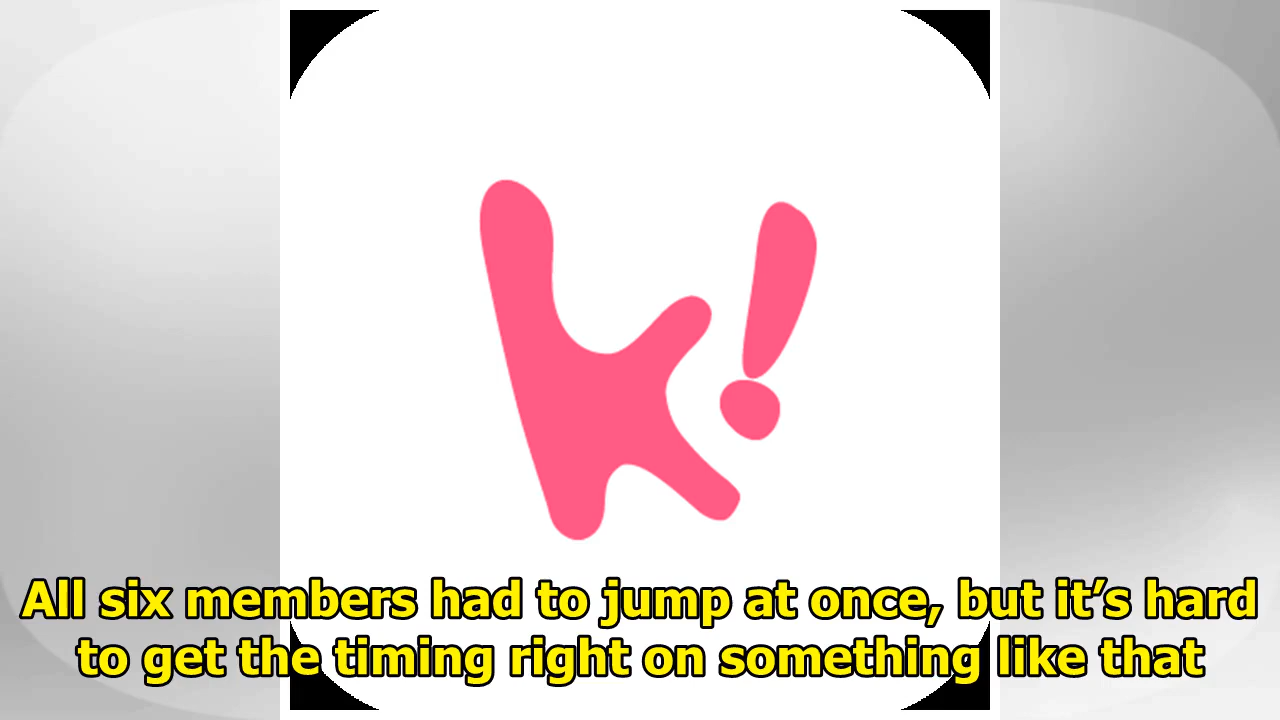 k!
All six members had to jump at once, but it’s hard
to get the timing right on something like that